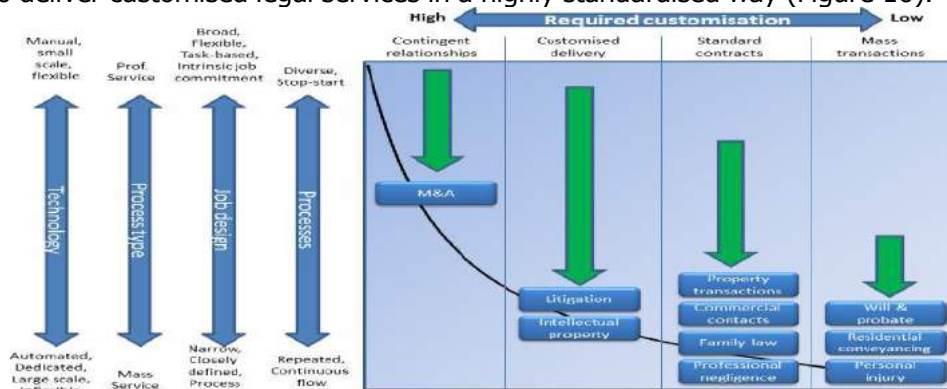 deliver customised legal services in a highly standardised way (Figure 10).
High
Required customisation
Low
Manual,
small
scale,
flexible
Prof.
Service
Broad,
Flexible,
Task-based,
Intrinsic job
commitment
Diverse,
Stop-start
Contingent
relationships
Customised
delivery
Standard
contracts
Mass
transactions
Technology
Process type
Job design
Processes
M&A
Litigation
Intellectual
property
Property
transactions
Commercial
contacts
Family law
Professional
negligence
Will &
probate
Residential
conveyancing
Personal
injury
Automated,
Dedicated,
Large scale,
Mass
Service
Narrow,
Closely
defined,
Process
Repeated,
Continuous
flow